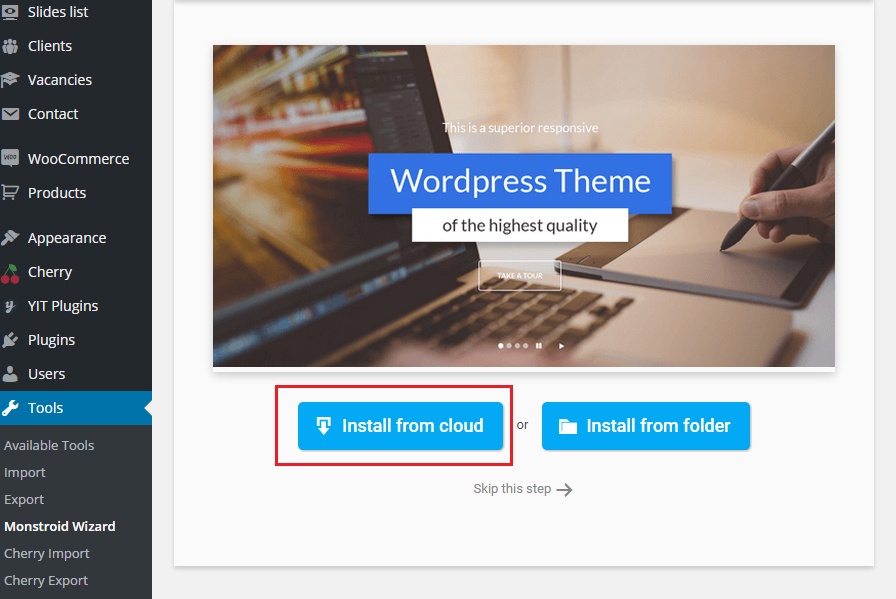 Slides list
Clients
Vacancies
Contact
WOO
WooCommerce
Products
Appearance
Cherry
YIT Plugins
Plugins
Users
Tools
Available Tools
Import
Export
Monstroid Wizard
Cherry Import
Cherry Export
This is a superior responsive
Wordpress Theme
of the highest quality
TAKE A TOUR
Install from cloud
or
Install from folder
Skip this step